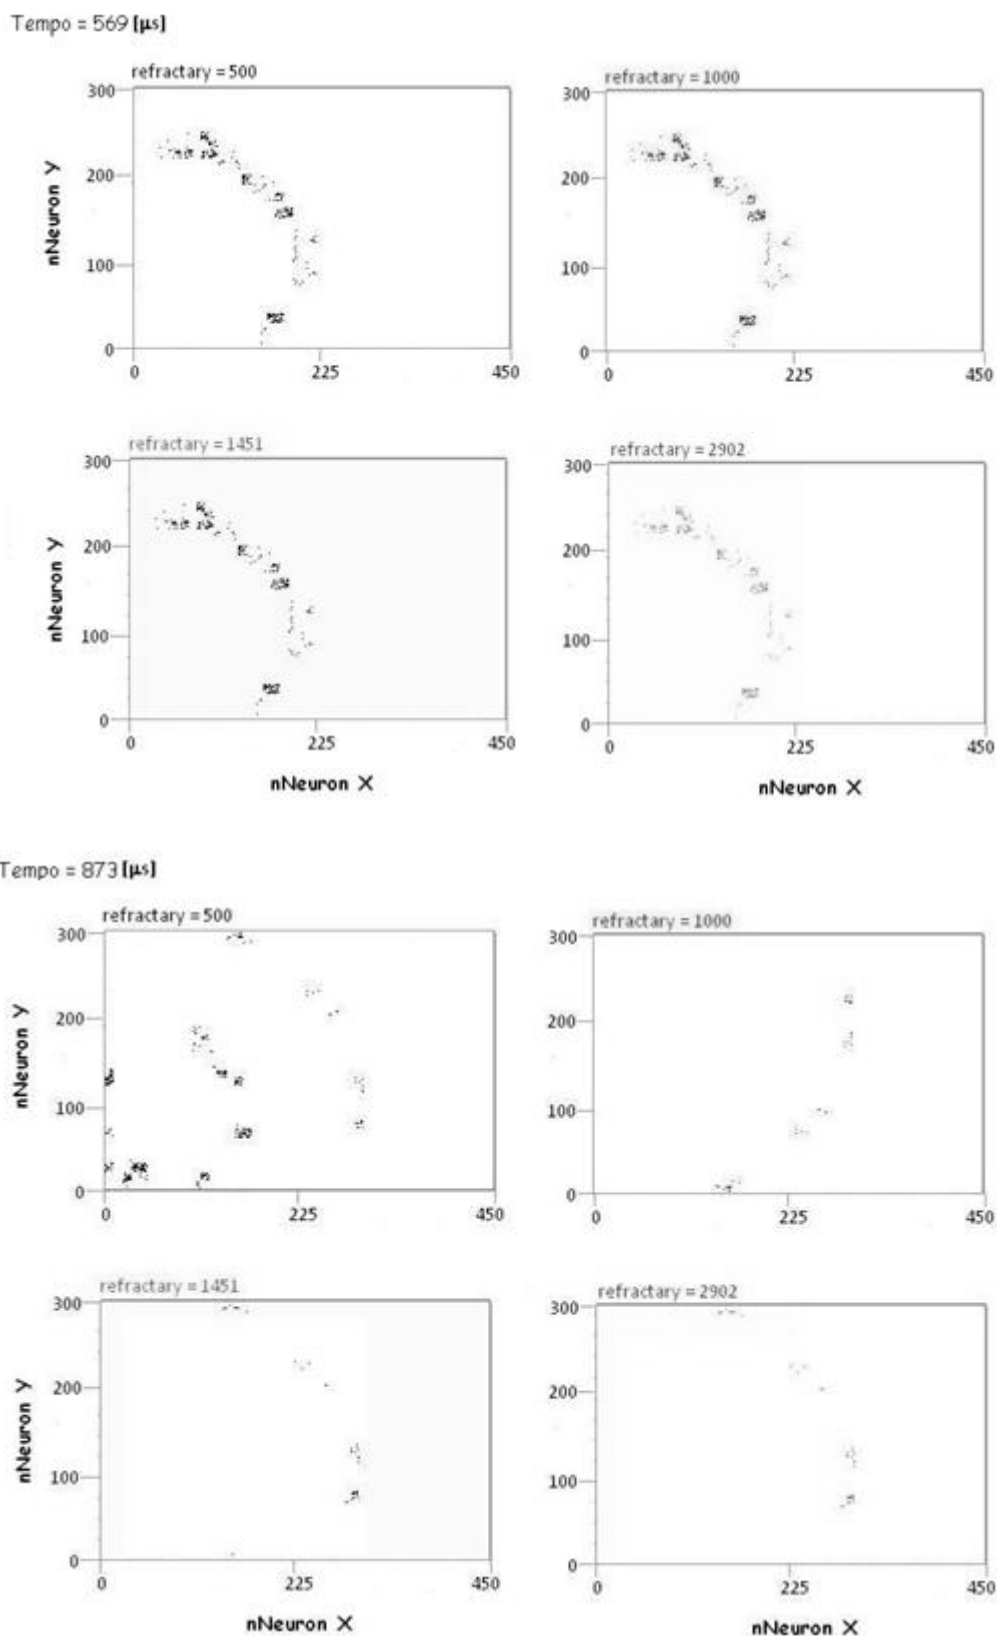 Tempo = 569 [µs]
refractary = 500
refractary = 1000
300
200
100
0
nNeuron Y
0 225 450
300
200
100
0
0 225 450
refractary = 1451
refractary = 2902
300
200
100
0
nNeuron Y
0 225 450
nNeuron X
300
200
100
0
0 225 450
nNeuron X
Tempo = 873 [µs]
refractary = 500
refractary = 1000
300
200
100
0
nNeuron Y
0 225 450
300
200
100
0
0 225 450
refractary = 1451
refractary = 2902
300
200
100
0
nNeuron Y
0 225 450
nNeuron X
300
200
100
0
0 225 450
nNeuron X